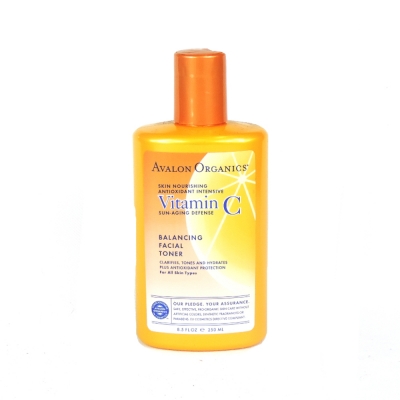 AVALON ORGANICS
SKIN NOURISHING
ANTIOXIDANT INTENSIVE
Vitamin C
SUN-AGING DEFENSE
BALANCING
FACIAL
TONER
CLARIFIES, TONES AND HYDRATES
PLUS ANTIOXIDANT PROTECTION
For All Skin Types
OUR PLEDGE. YOUR ASSURANCE.
8.5 FL OZ ℮ 250 ML